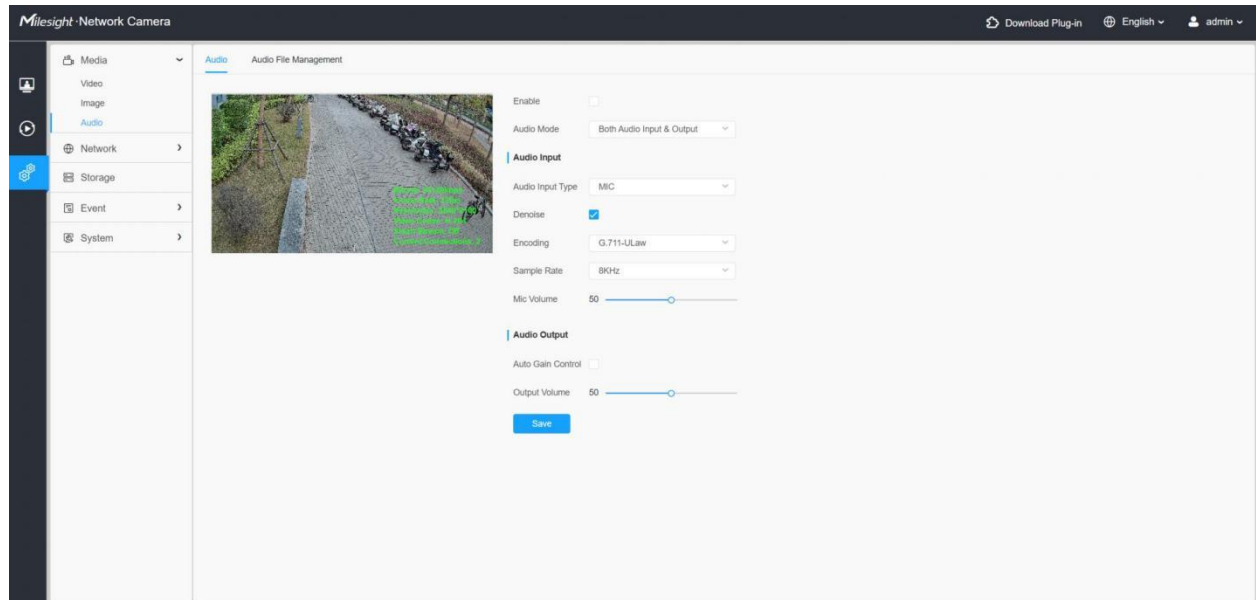 Milesight · Network Camera
Download Plug-in
English
admin
Media
Video
Image
Audio
Network
Storage
Event
System
Audio Audio File Management
Enable
Audio Mode Both Audio Input & Output
Audio Input
Audio Input Type MIC
Denoise
Encoding G.711-ULaw
Sample Rate 8KHz
Mic Volume 50
Audio Output
Auto Gain Control
Output Volume 50
Save